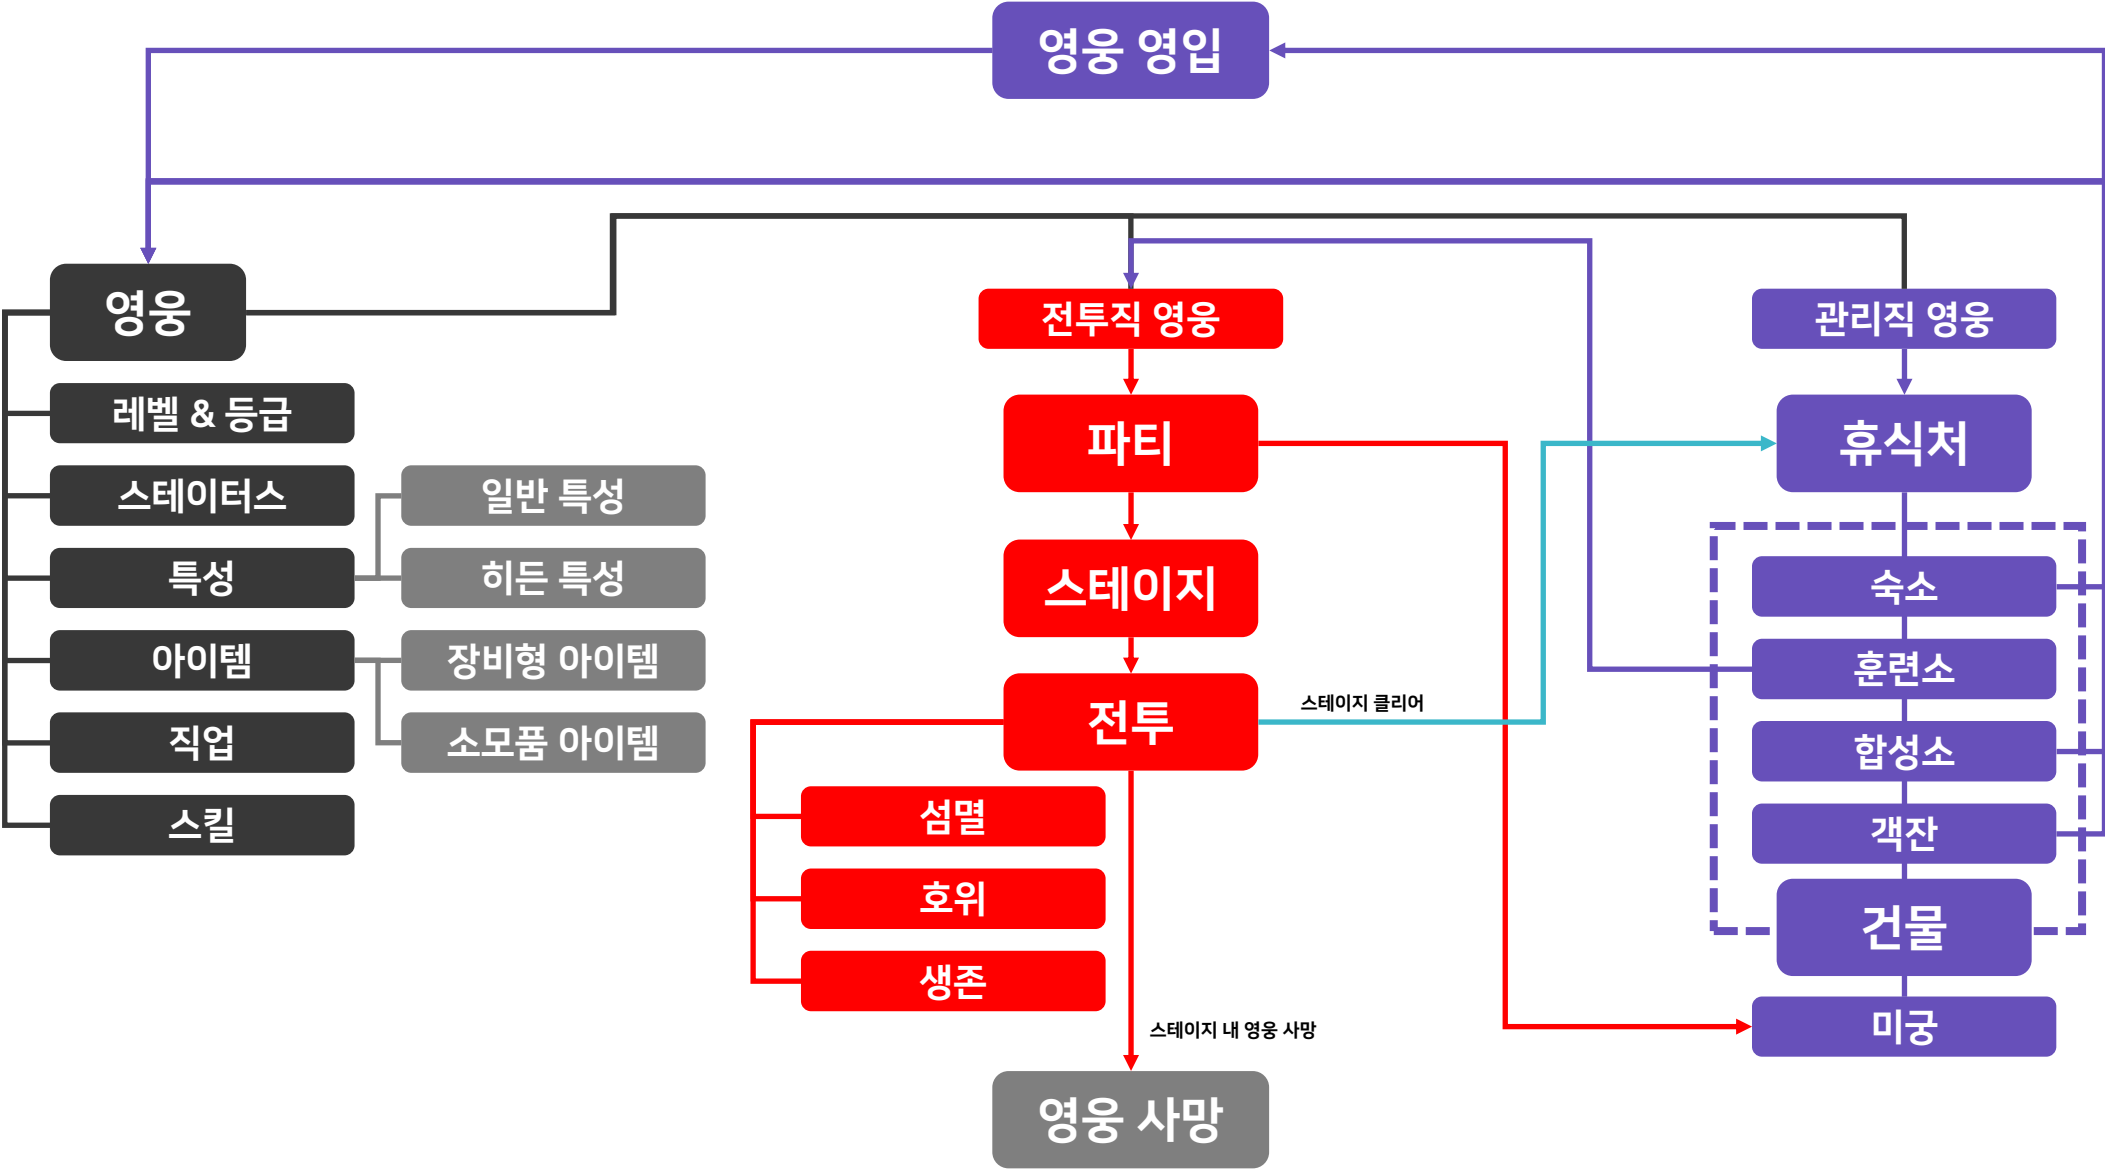 영웅 영입
영웅
전투직 영웅
관리직 영웅
레벨 & 등급
스테이터스
특성
아이템
직업
스킬
일반 특성
히든 특성
장비형 아이템
소모품 아이템
파티
스테이지
전투
스테이지 클리어
섬멸
호위
생존
스테이지 내 영웅 사망
영웅 사망
휴식처
숙소
훈련소
합성소
객잔
건물
미궁